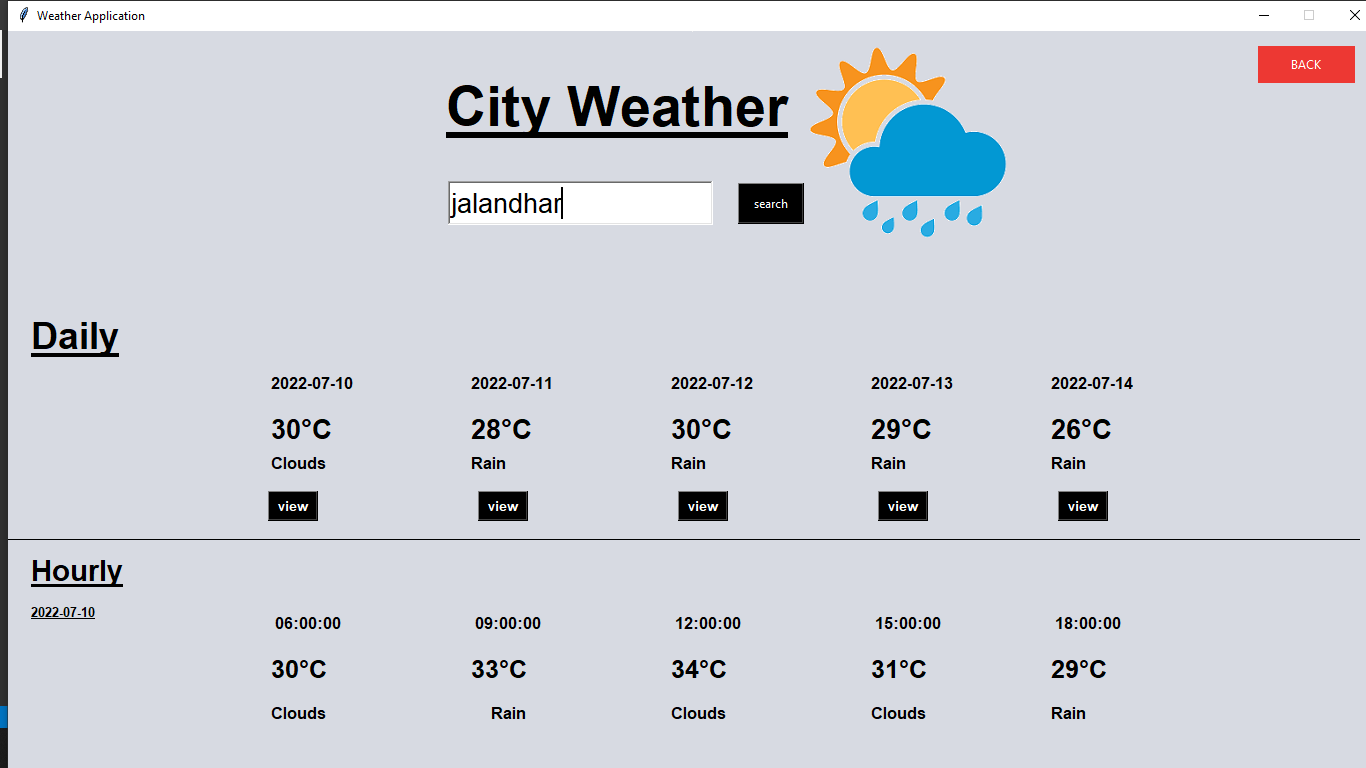 Weather Application
BACK
City Weather
jalandhar search
Daily
2022-07-10 2022-07-11 2022-07-12 2022-07-13 2022-07-14
30°C 28°C 30°C 29°C 26°C
Clouds Rain Rain Rain Rain
view view view view view
Hourly
2022-07-10
06:00:00 09:00:00 12:00:00 15:00:00 18:00:00
30°C 33°C 34°C 31°C 29°C
Clouds Rain Clouds Clouds Rain